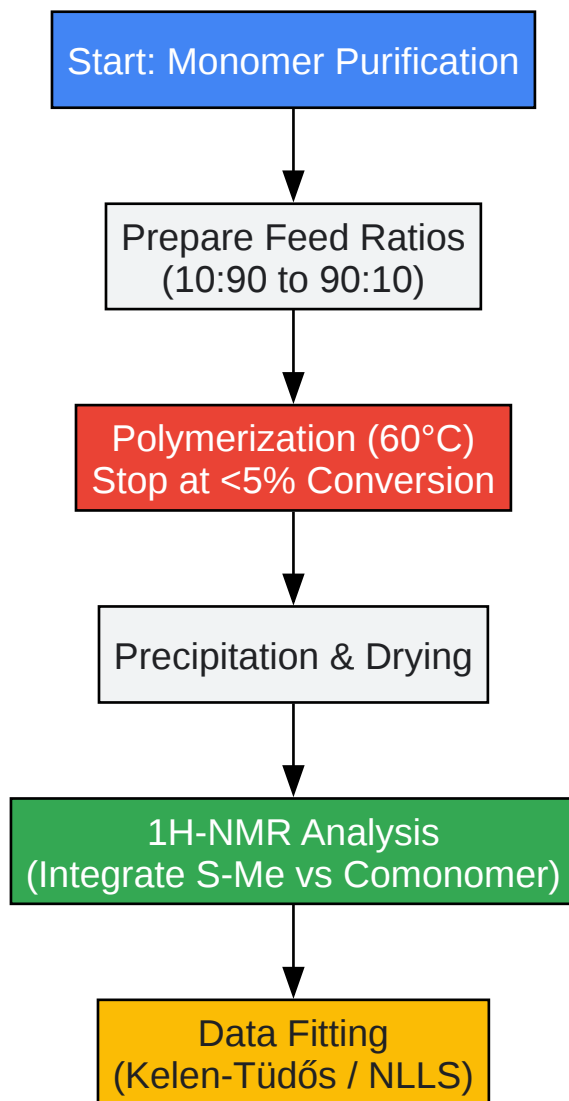 Start: Monomer Purification
Prepare Feed Ratios
(10:90 to 90:10)
Polymerization (60°C)
Stop at <5% Conversion
Precipitation & Drying
1H-NMR Analysis
(Integrate S-Me vs Comonomer)
Data Fitting
(Kelen-Tüdős / NLLS)